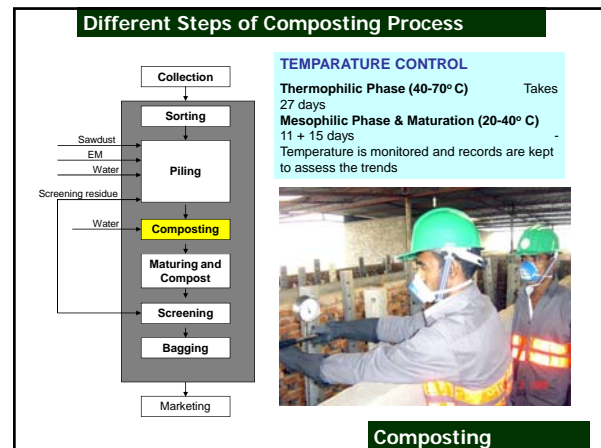 Different Steps of Composting Process
Collection
Sorting
Sawdust
EM
Water
Screening residue
Piling
Water
Composting
Maturing and
Compost
Screening
Bagging
Marketing
TEMPARATURE CONTROL
Thermophilic Phase (40-70º C) Takes
27 days
Mesophilic Phase & Maturation (20-40º C)
11 + 15 days -
Temperature is monitored and records are kept
to assess the trends
Composting